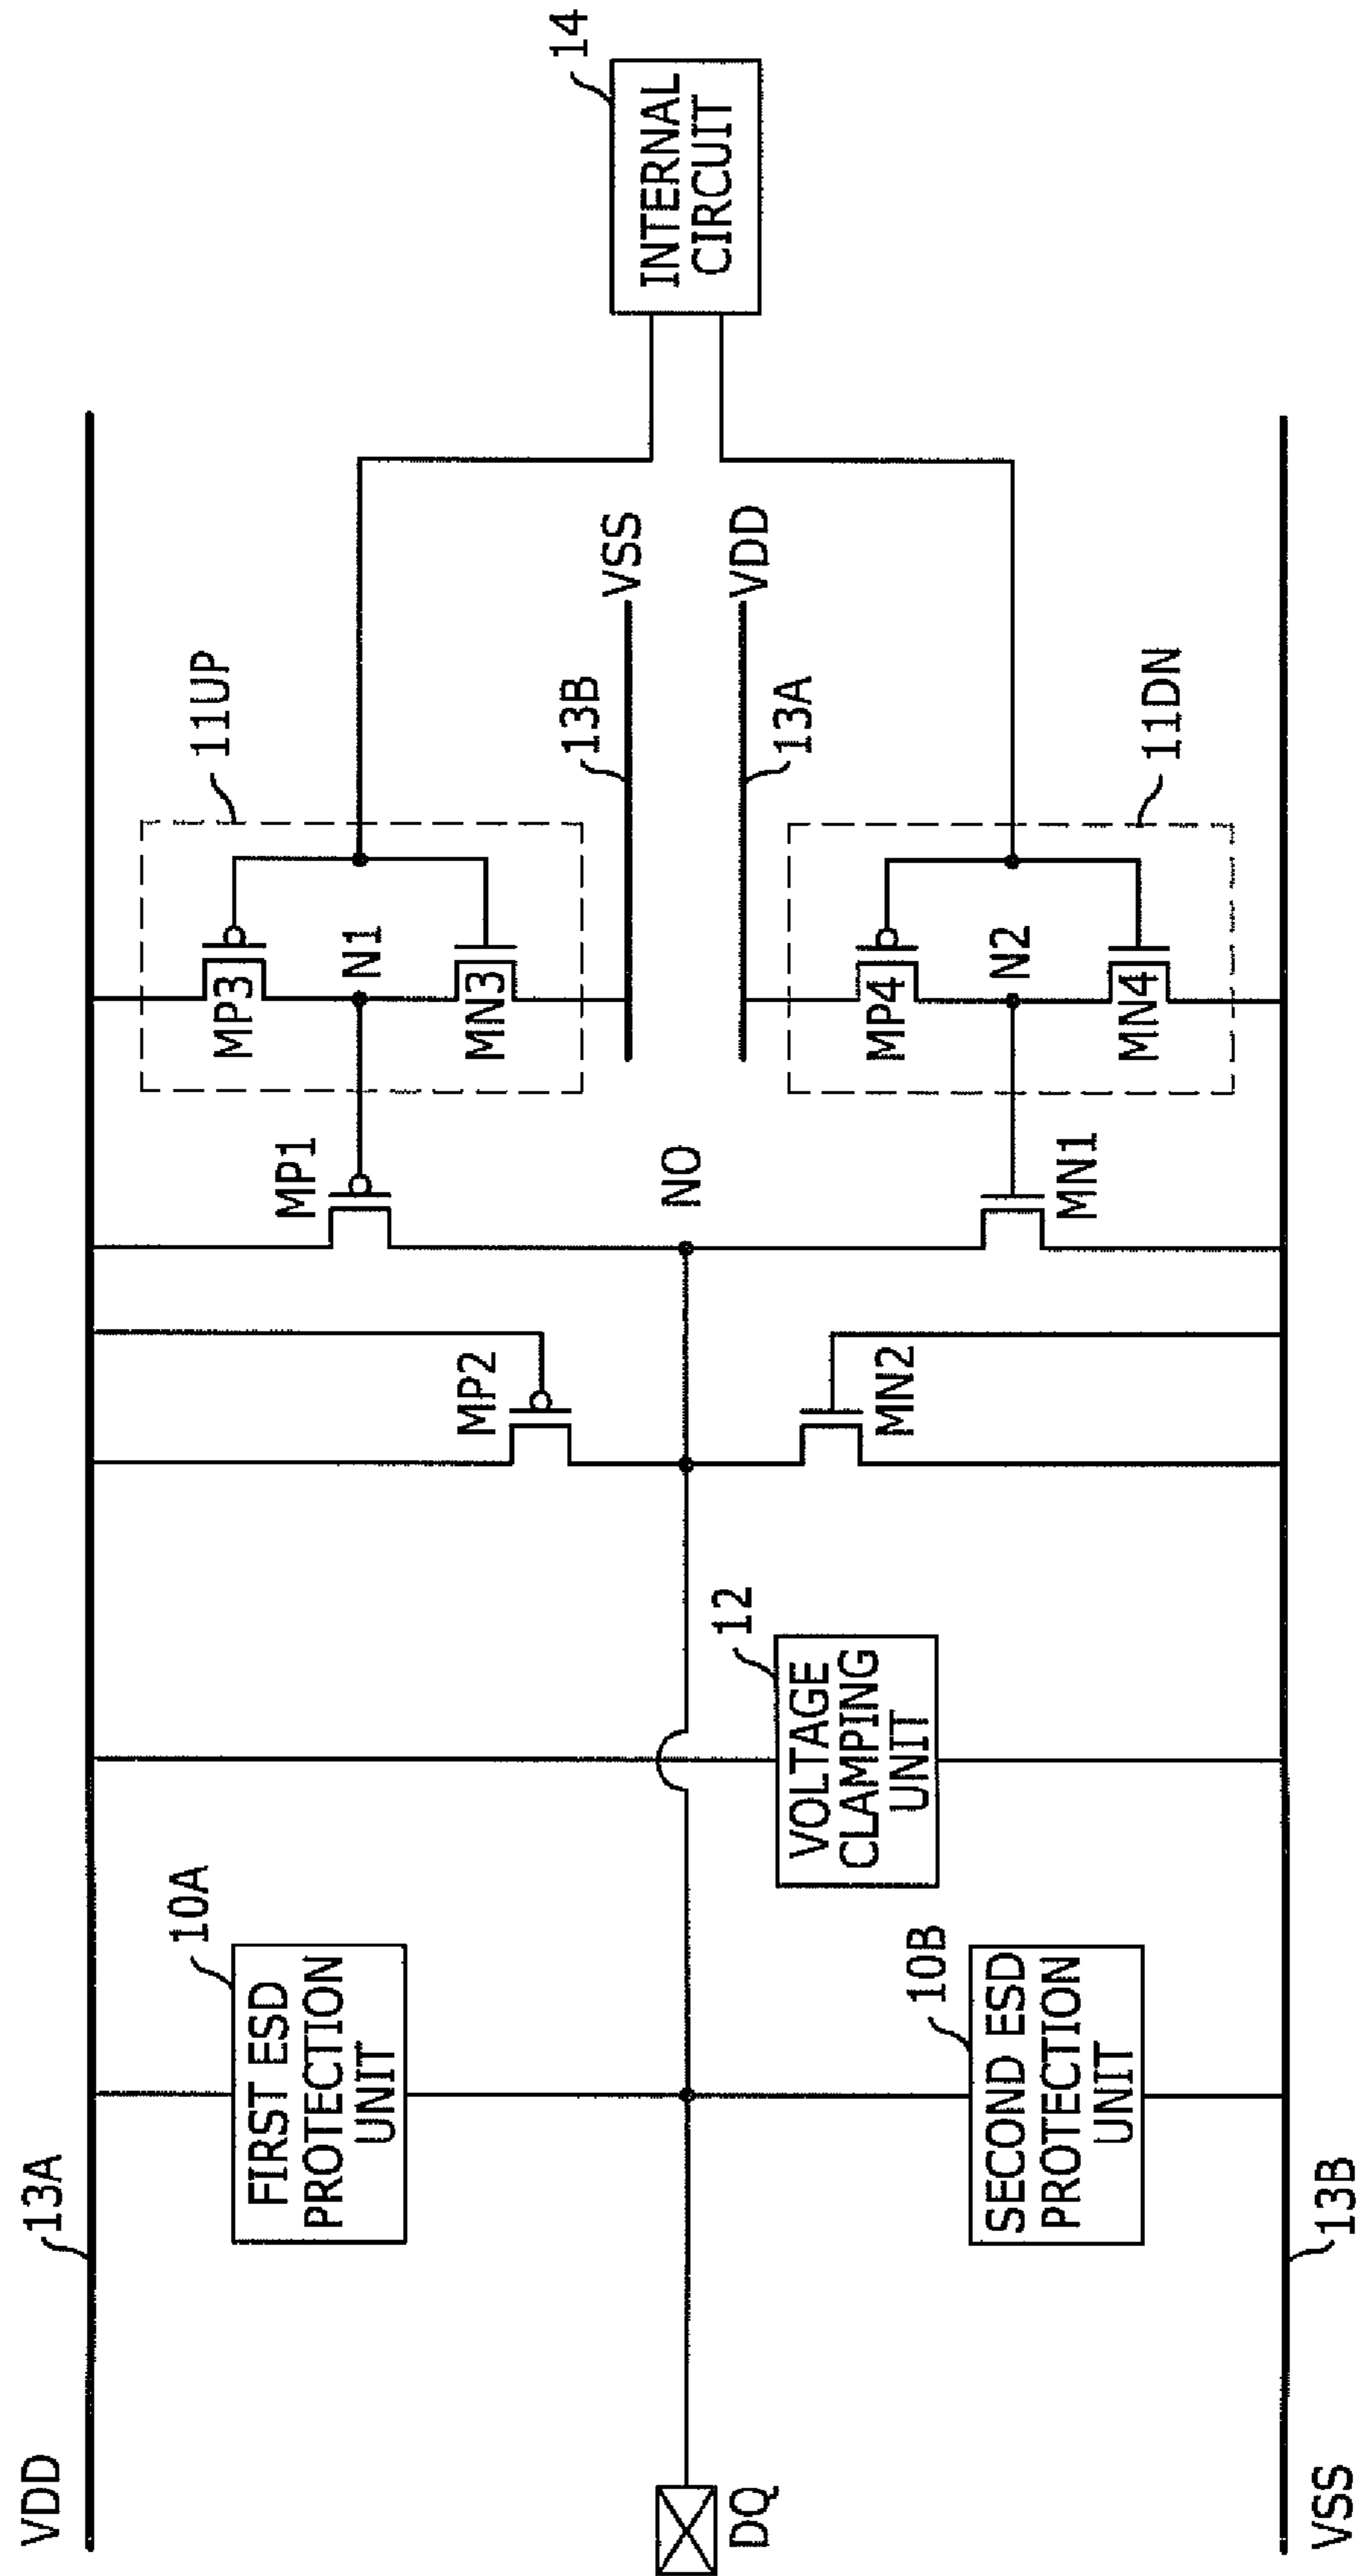 VDD
13A
FIRST ESD
PROTECTION
UNIT
10A
SECOND ESD
PROTECTION
UNIT
10B
DQ
VSS
13B
VOLTAGE
CLAMPING
UNIT
12
MP2
MN2
MP1
NO
MN1
11UP
MP3
N1
MN3
13B
VSS
13A
VDD
11DN
MP4
N2
MN4
INTERNAL
CIRCUIT
14